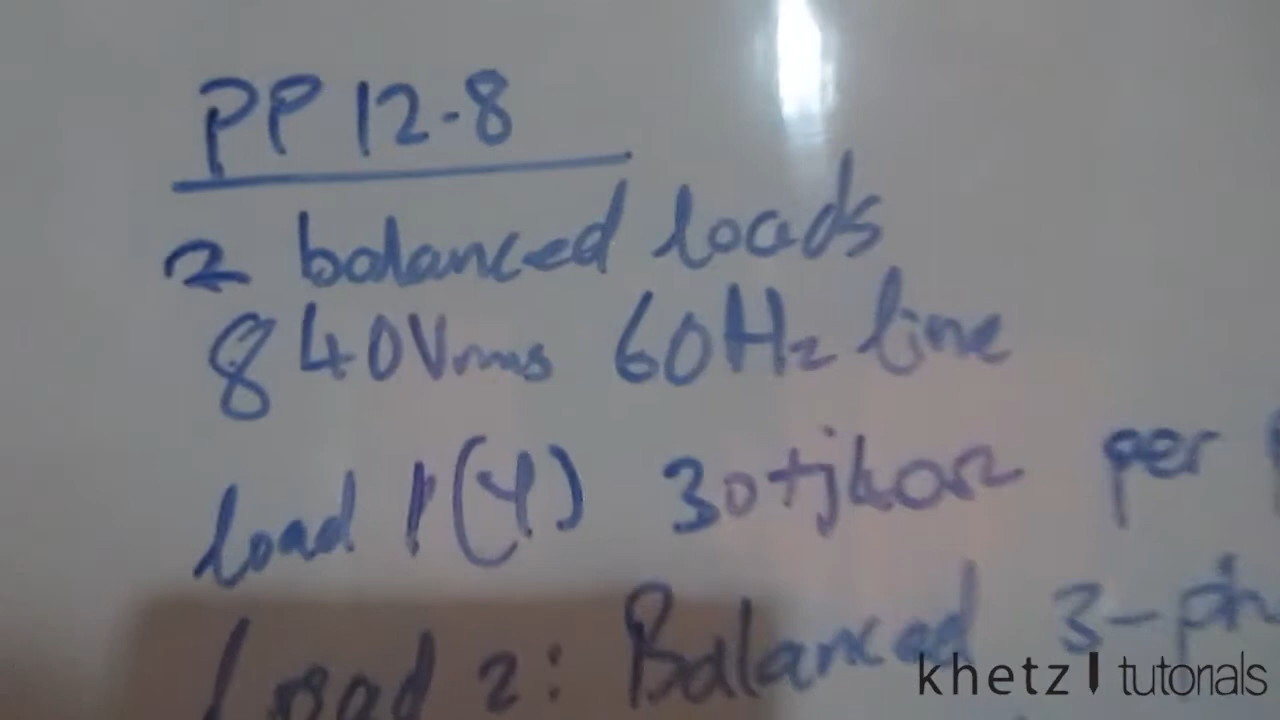 PP 12-8
2 balanced loads
840Vrms 60Hz line
load 1 (Y) 30+j40Ω per
Load 2: Balanced 3-ph
khetz tutorials